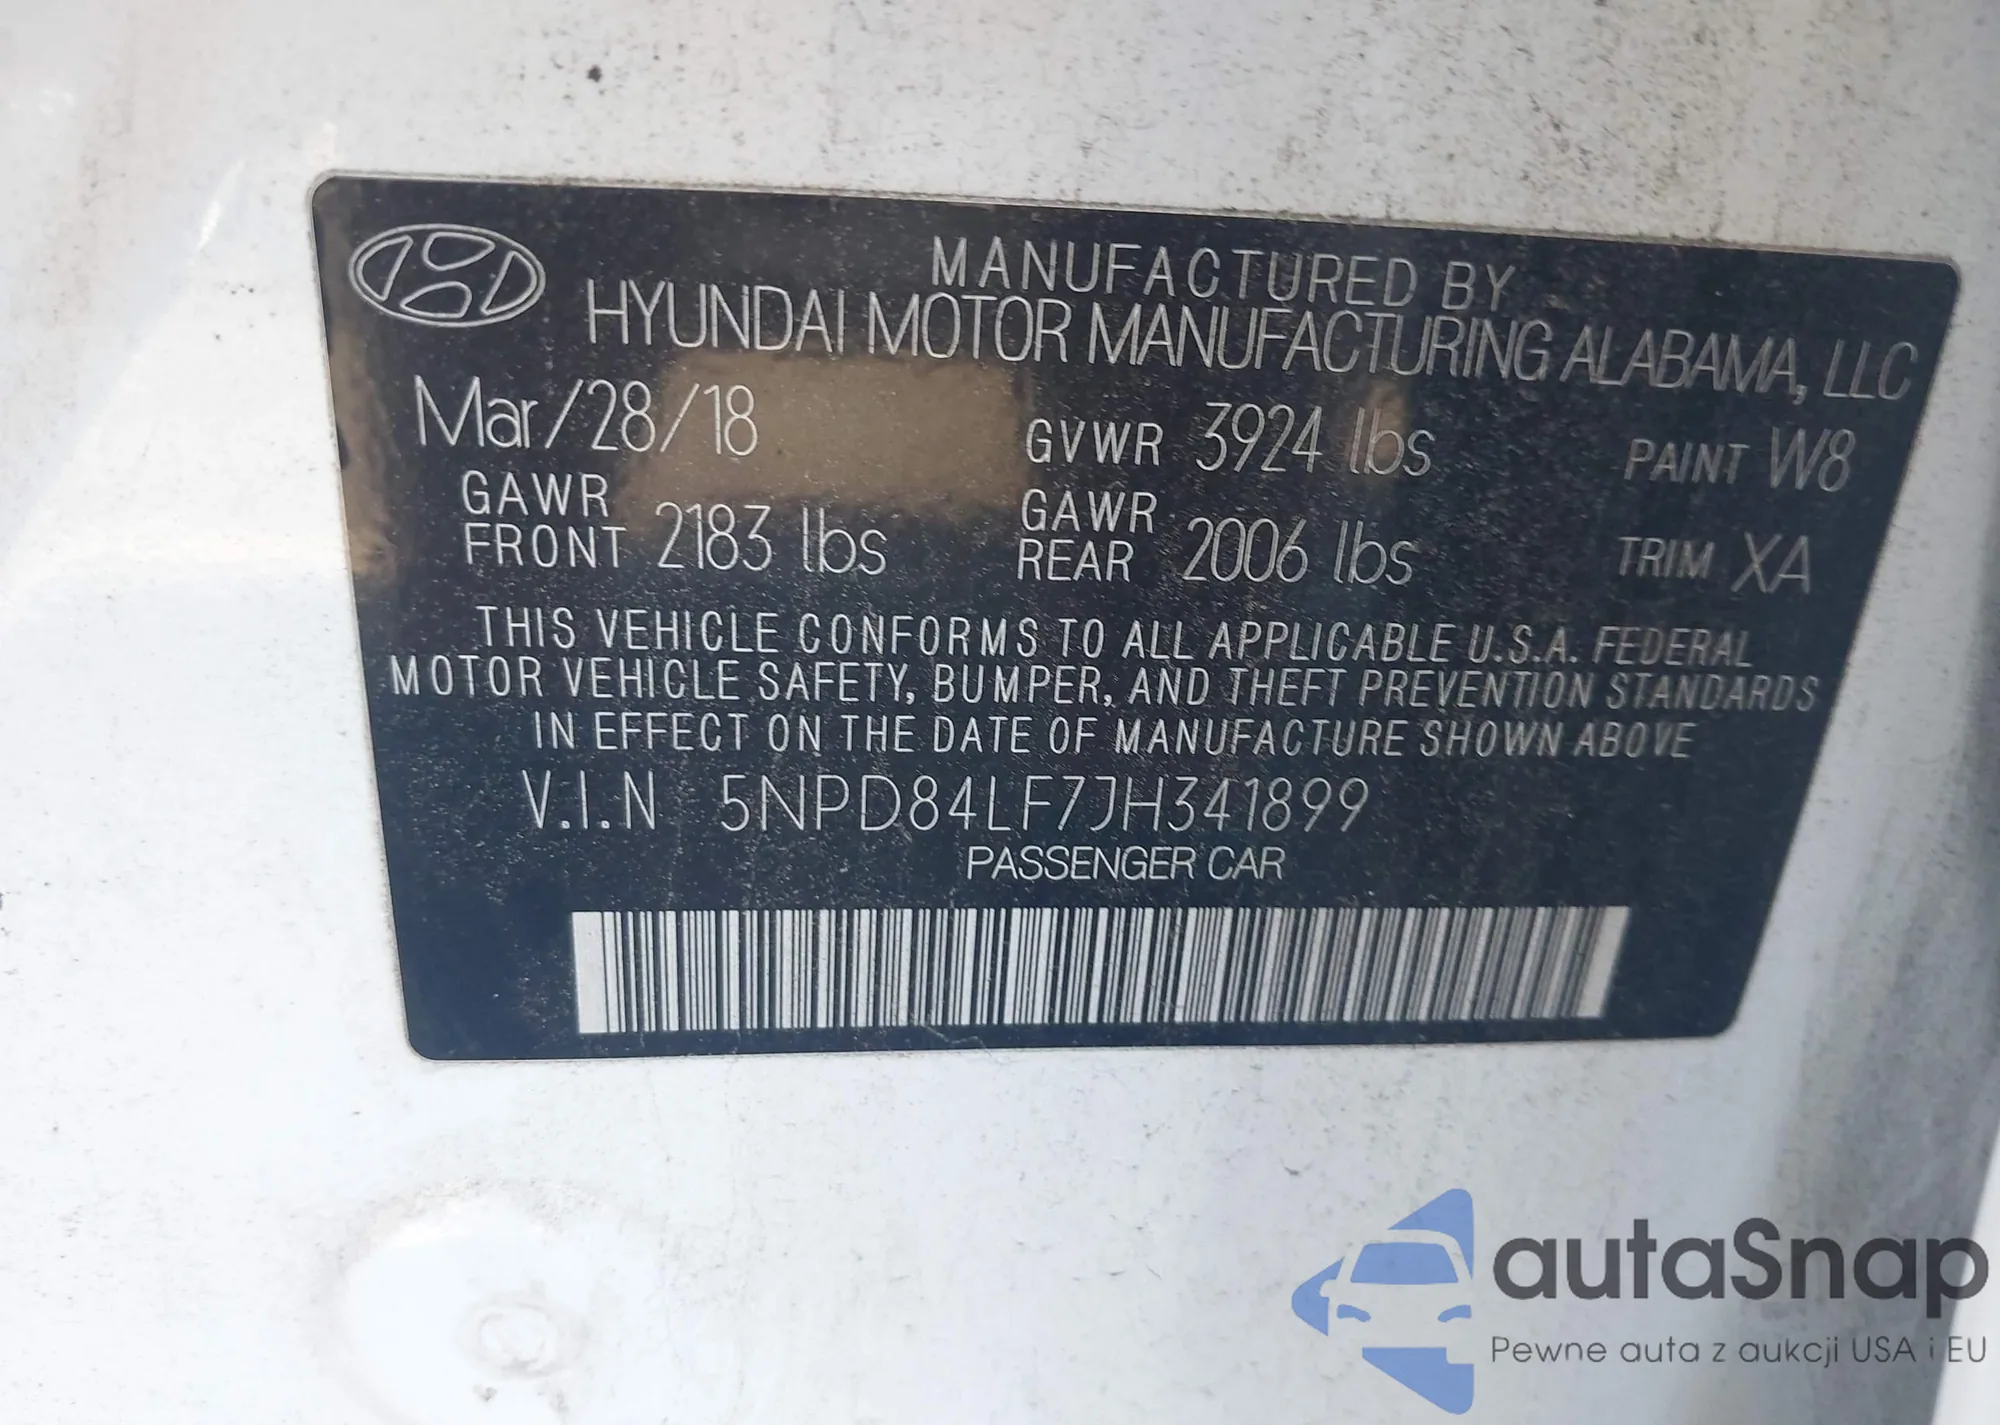 MANUFACTURED BY
HYUNDAI MOTOR MANUFACTURING ALABAMA, LLC
Mar/28/18 GVWR 3924 lbs PAINT W8
GAWR FRONT 2183 lbs GAWR REAR 2006 lbs TRIM XA
THIS VEHICLE CONFORMS TO ALL APPLICABLE U.S.A. FEDERAL
MOTOR VEHICLE SAFETY, BUMPER, AND THEFT PREVENTION STANDARDS
IN EFFECT ON THE DATE OF MANUFACTURE SHOWN ABOVE
V.I.N 5NPD84LF7JH341899
PASSENGER CAR
autaSnap
Pewne auta z aukcji USA i EU